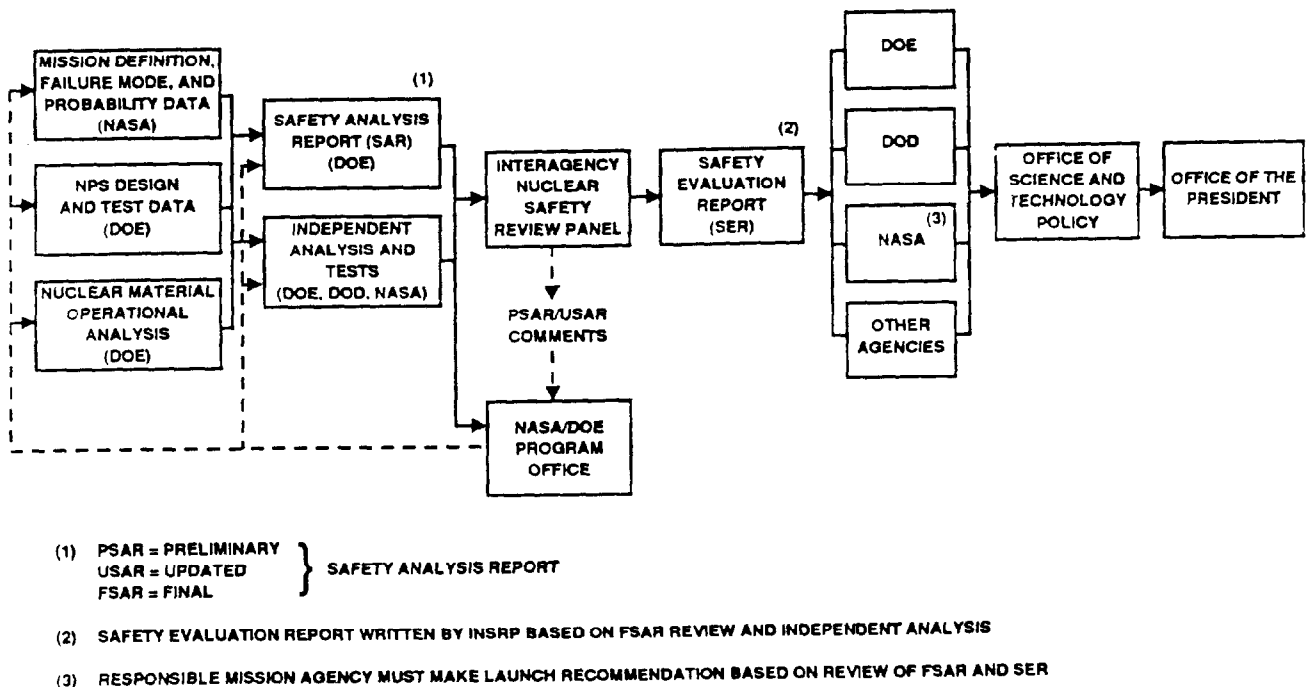 MISSION DEFINITION,
FAILURE MODE, AND
PROBABILITY DATA
(NASA)
NPS DESIGN
AND TEST DATA
(DOE)
NUCLEAR MATERIAL
OPERATIONAL
ANALYSIS
(DOE)
(1)
SAFETY ANALYSIS
REPORT (SAR)
(DOE)
INDEPENDENT
ANALYSIS AND
TESTS
(DOE, DOD, NASA)
INTERAGENCY
NUCLEAR
SAFETY
REVIEW PANEL
PSAR/USAR
COMMENTS
NASA/DOE
PROGRAM
OFFICE
(2)
SAFETY
EVALUATION
REPORT
(SER)
DOE
DOD
(3)
NASA
OTHER
AGENCIES
OFFICE OF
SCIENCE AND
TECHNOLOGY
POLICY
OFFICE OF THE
PRESIDENT
(1) PSAR = PRELIMINARY
USAR = UPDATED
FSAR = FINAL
} SAFETY ANALYSIS REPORT
(2) SAFETY EVALUATION REPORT WRITTEN BY INSRP BASED ON FSAR REVIEW AND INDEPENDENT ANALYSIS
(3) RESPONSIBLE MISSION AGENCY MUST MAKE LAUNCH RECOMMENDATION BASED ON REVIEW OF FSAR AND SER